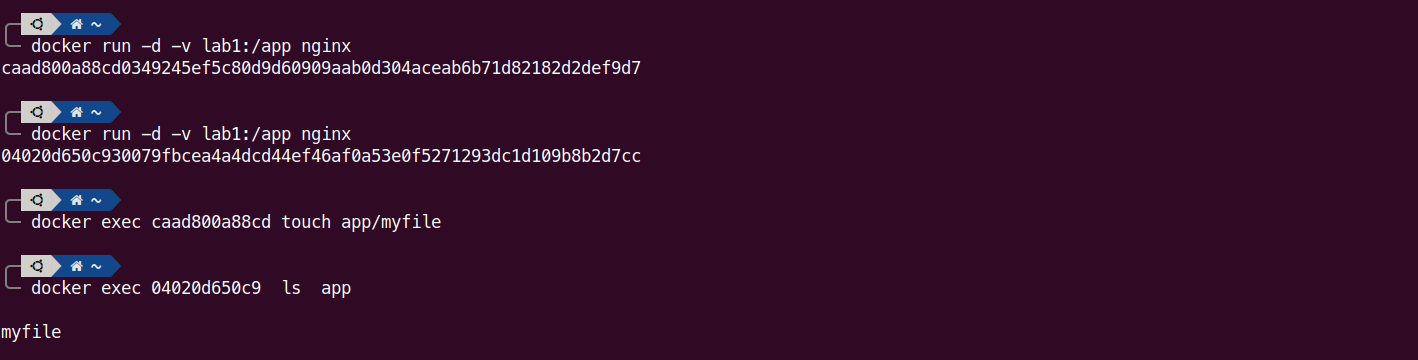 ~
docker run -d -v lab1:/app nginx
caad800a88cd0349245ef5c80d9d60909aab0d304aceab6b71d82182d2def9d7
~
docker run -d -v lab1:/app nginx
04020d650c930079fbcea4a4dcd44ef46af0a53e0f5271293dc1d109b8b2d7cc
~
docker exec caad800a88cd touch app/myfile
~
docker exec 04020d650c9  ls  app
myfile